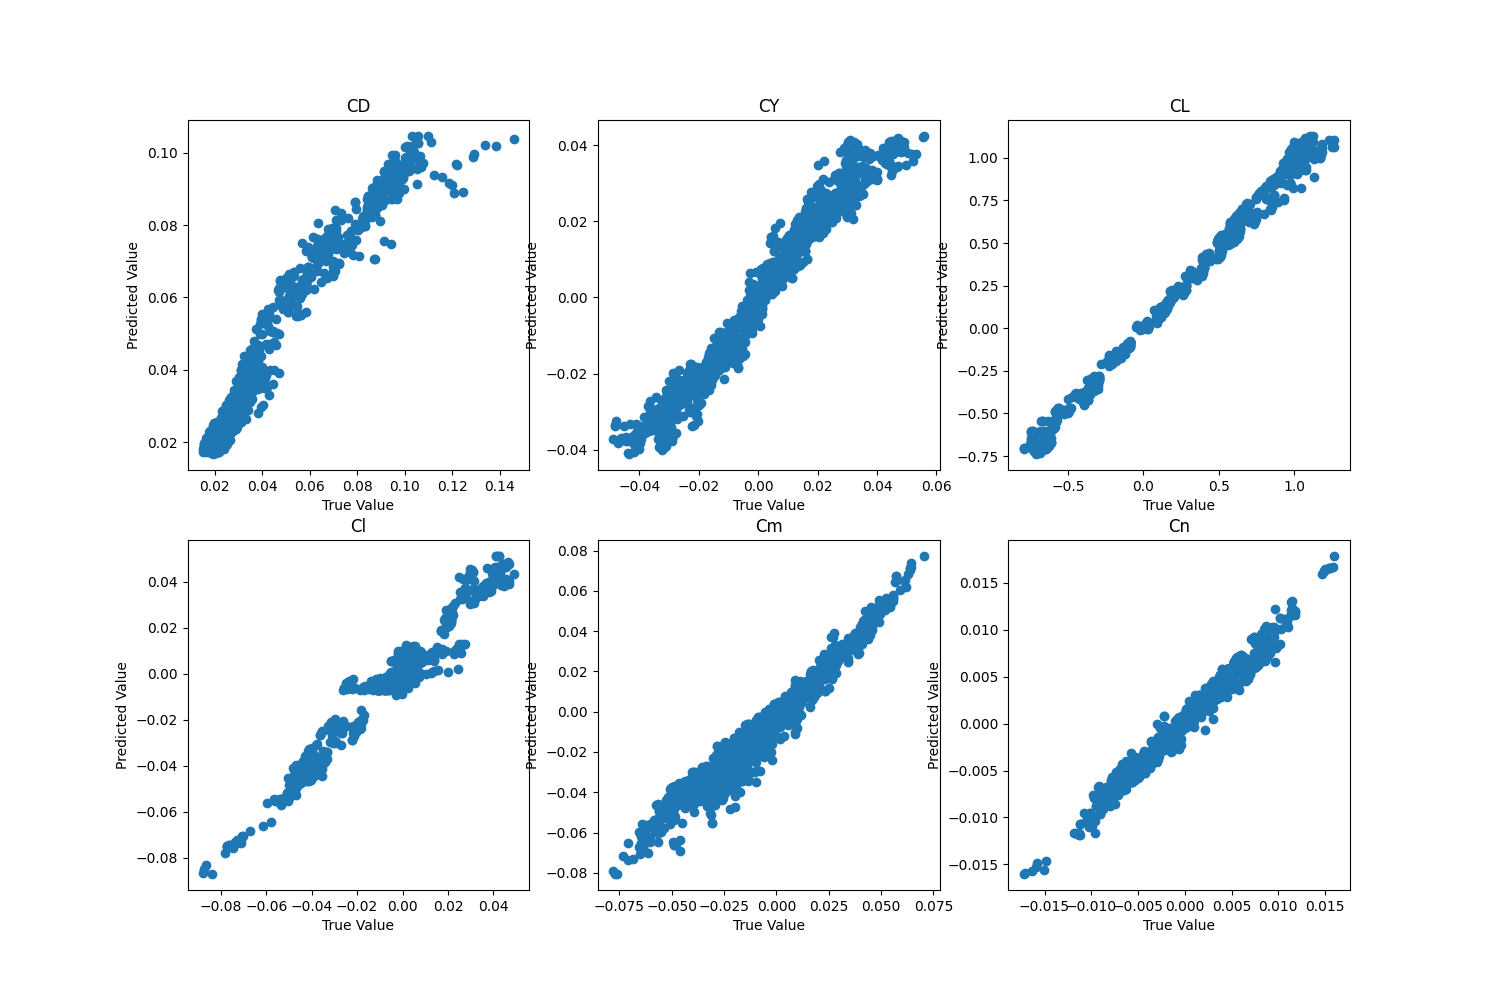 CD
0.10
0.08
0.06
0.04
0.02
Predicted Value
0.02 0.04 0.06 0.08 0.10 0.12 0.14
True Value
CY
0.04
0.02
0.00
−0.02
−0.04
Predicted Value
−0.04 −0.02 0.00 0.02 0.04 0.06
True Value
CL
1.00
0.75
0.50
0.25
0.00
−0.25
−0.50
−0.75
Predicted Value
−0.5 0.0 0.5 1.0
True Value
Cl
0.04
0.02
0.00
−0.02
−0.04
−0.06
−0.08
Predicted Value
−0.08 −0.06 −0.04 −0.02 0.00 0.02 0.04
True Value
Cm
0.08
0.06
0.04
0.02
0.00
−0.02
−0.04
−0.06
−0.08
Predicted Value
−0.075 −0.050 −0.025 0.000 0.025 0.050 0.075
True Value
Cn
0.015
0.010
0.005
0.000
−0.005
−0.010
−0.015
Predicted Value
−0.015 −0.010 −0.005 0.000 0.005 0.010 0.015
True Value